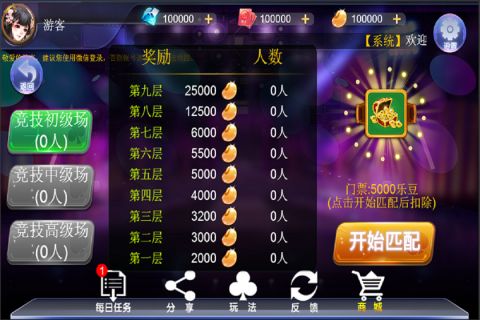 游客
100000 +
100000 +
100000 +
【系统】欢迎
设置
返回
奖励 人数
第九层 25000 0人
第八层 12500 0人
第七层 6000 0人
第六层 5500 0人
第五层 5000 0人
第四层 4000 0人
第三层 3200 0人
第二层 3000 0人
第一层 2000 0人
竞技初级场
(0人)
竞技中级场
(0人)
竞技高级场
(0人)
门票:5000乐豆
(点击开始匹配后扣除)
开始匹配
1
每日任务
分享
玩法
反馈
商城